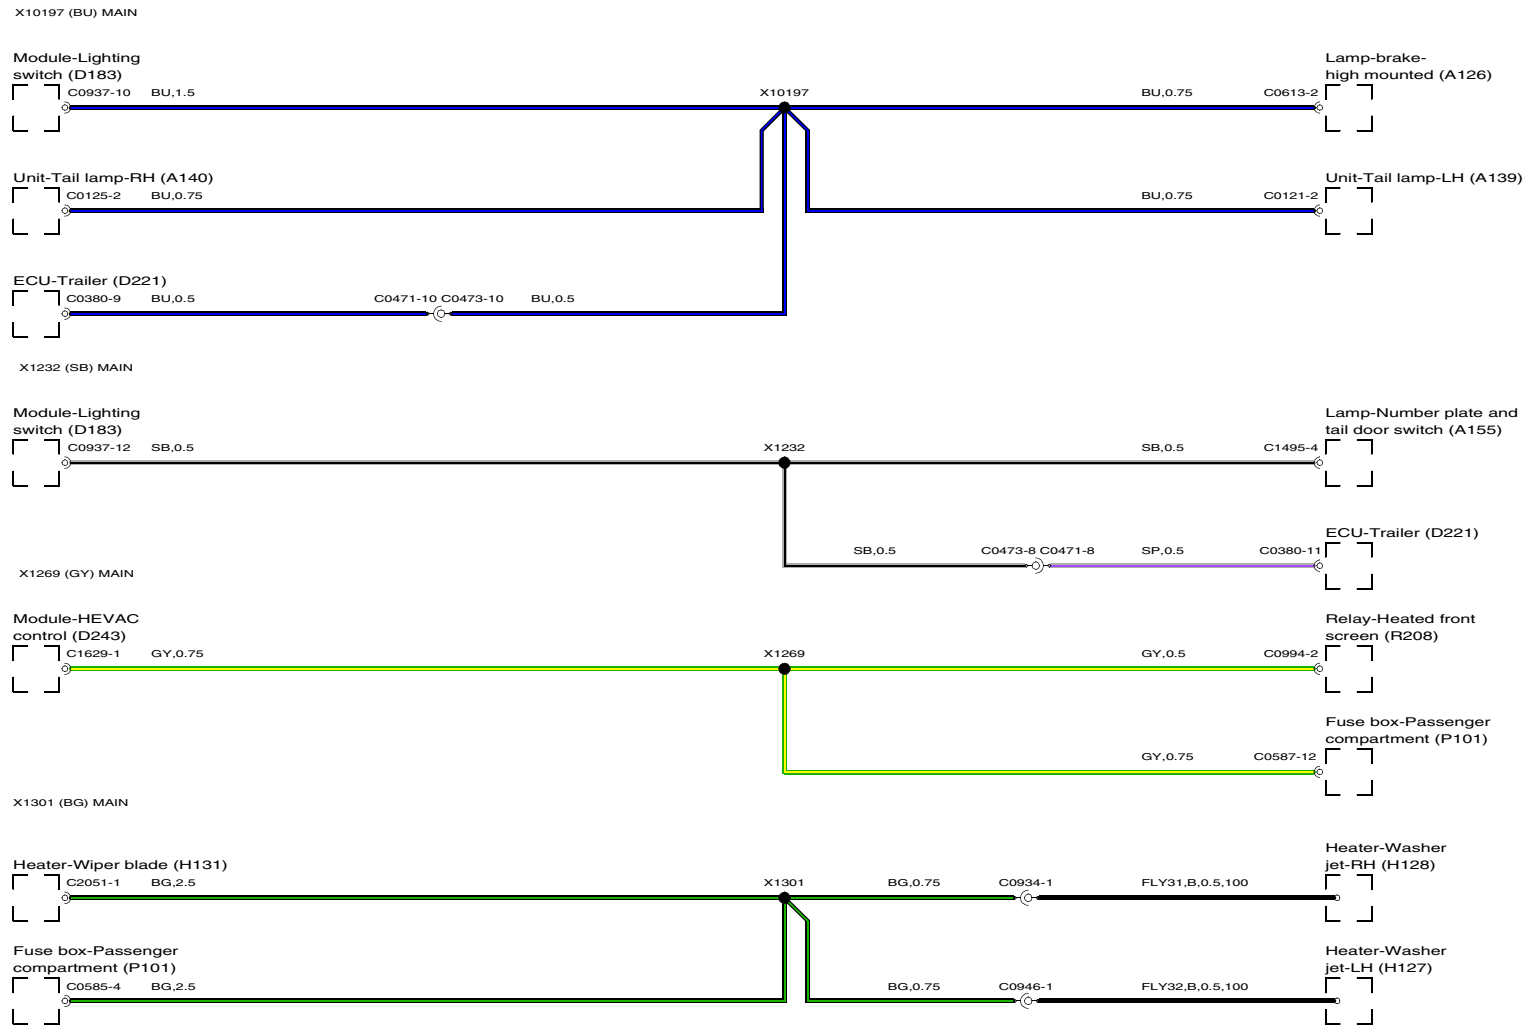 X10197 (BU) MAIN
Module-Lighting
switch (D183)
C0937-10 BU,1.5
X10197
BU,0.75 C0613-2
Lamp-brake-
high mounted (A126)
Unit-Tail lamp-RH (A140)
C0125-2 BU,0.75
BU,0.75 C0121-2
Unit-Tail lamp-LH (A139)
ECU-Trailer (D221)
C0380-9 BU,0.5
C0471-10 C0473-10 BU,0.5
X1232 (SB) MAIN
Module-Lighting
switch (D183)
C0937-12 SB,0.5
X1232
SB,0.5 C1495-4
Lamp-Number plate and
tail door switch (A155)
SB,0.5 C0473-8 C0471-8 SP,0.5 C0380-11
ECU-Trailer (D221)
X1269 (GY) MAIN
Module-HEVAC
control (D243)
C1629-1 GY,0.75
X1269
GY,0.5 C0994-2
Relay-Heated front
screen (R208)
GY,0.75 C0587-12
Fuse box-Passenger
compartment (P101)
X1301 (BG) MAIN
Heater-Wiper blade (H131)
C2051-1 BG,2.5
X1301
BG,0.75 C0934-1 FLY31,B,0.5,100
Heater-Washer
jet-RH (H128)
Fuse box-Passenger
compartment (P101)
C0585-4 BG,2.5
BG,0.75 C0946-1 FLY32,B,0.5,100
Heater-Washer
jet-LH (H127)